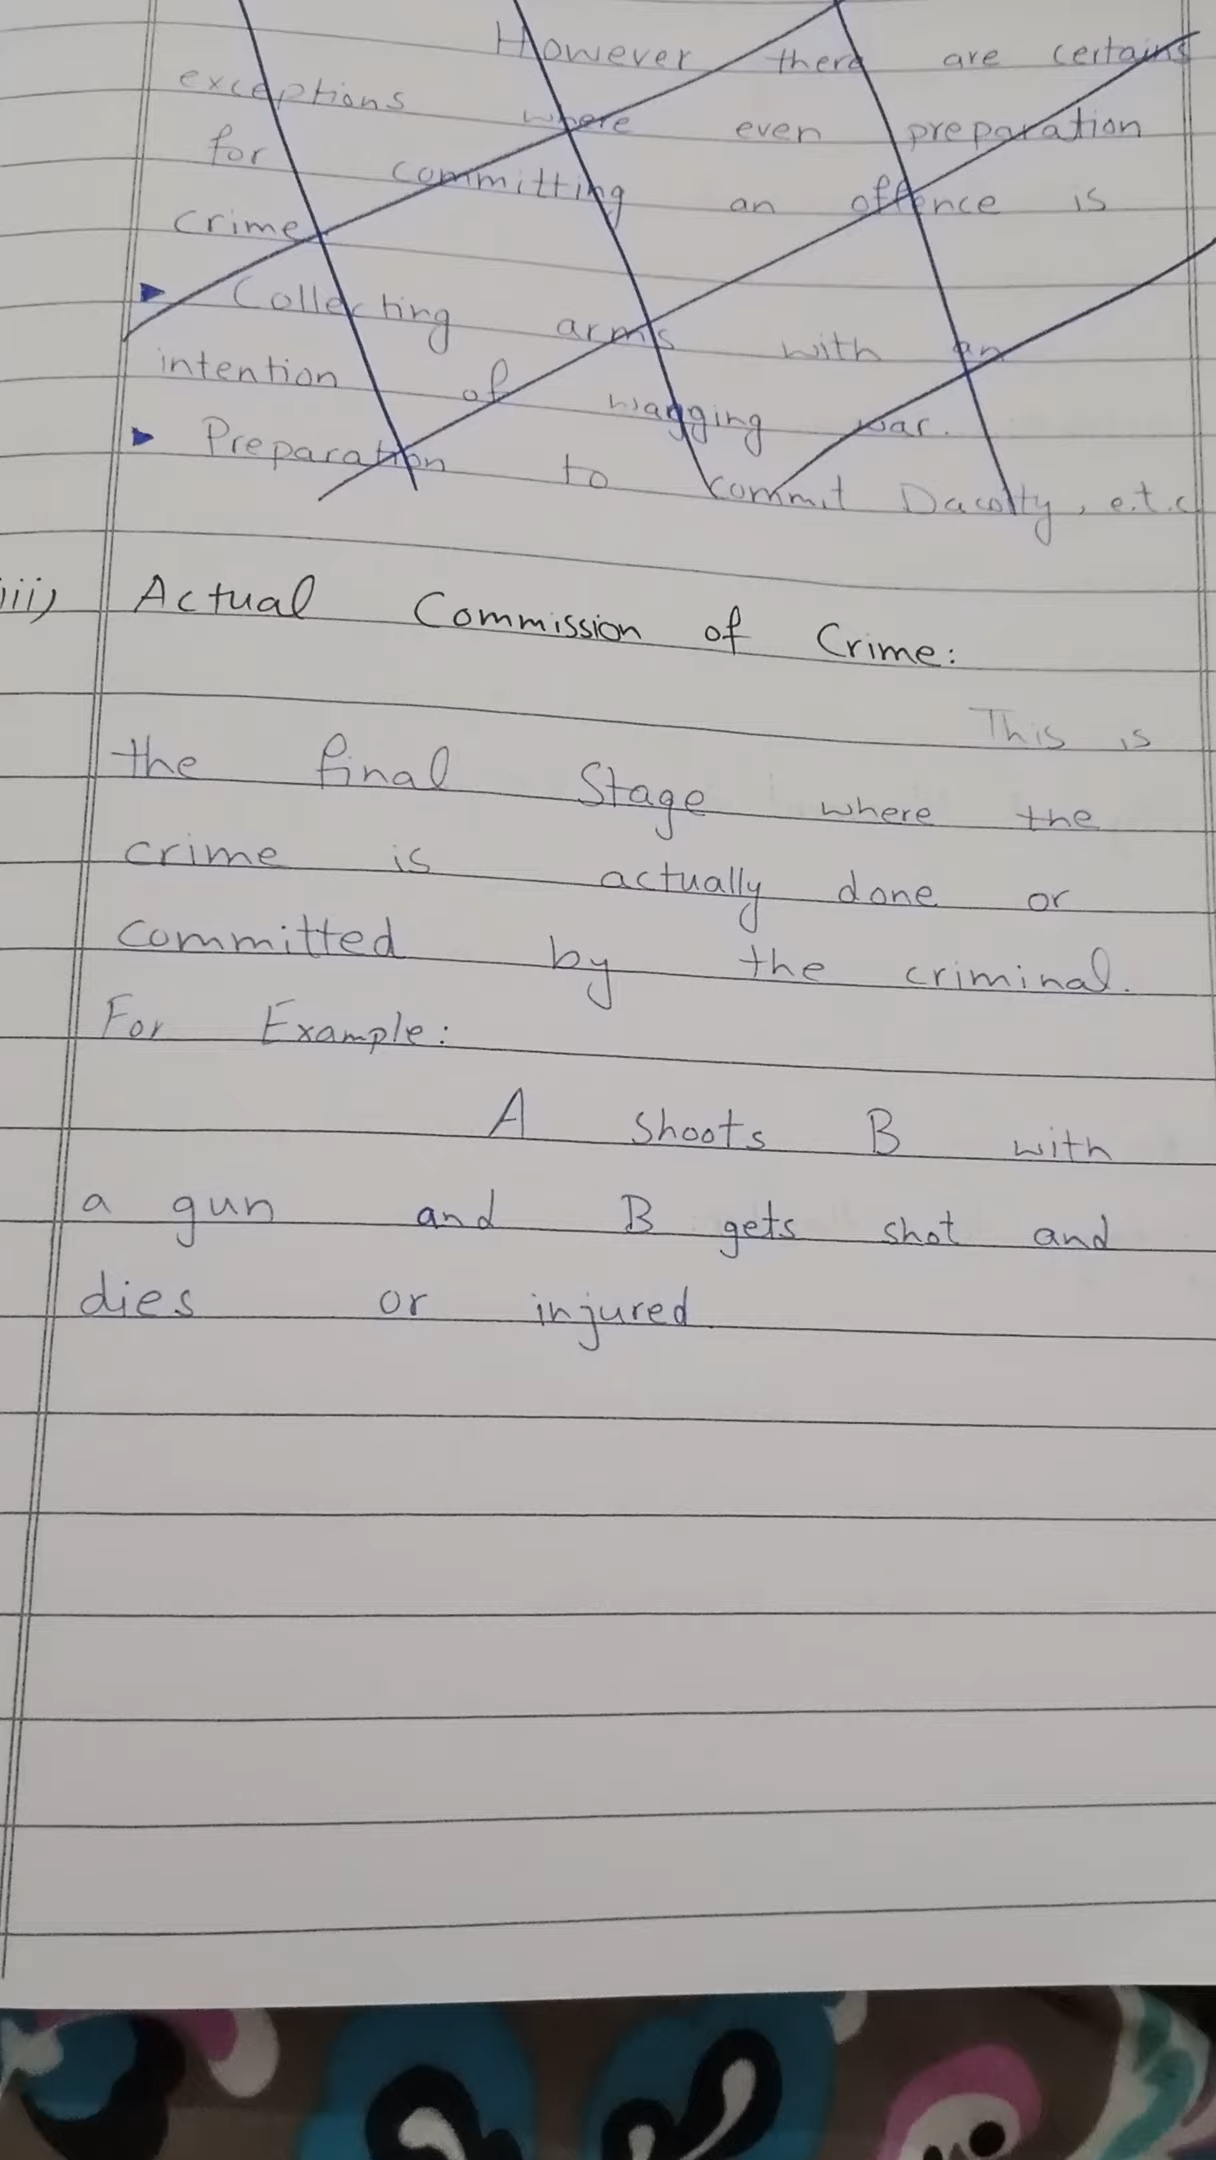 However there are certains
exceptions where even preparation
for committing an offence is
crime
Collecting arms with an
intention of wagging war.
Preparation to commit Dacoity, e.t.c
iii) Actual Commission of Crime:
This is
the final Stage where the
crime is actually done or
committed by the criminal.
For Example:
A shoots B with
a gun and B gets shot and
dies or injured